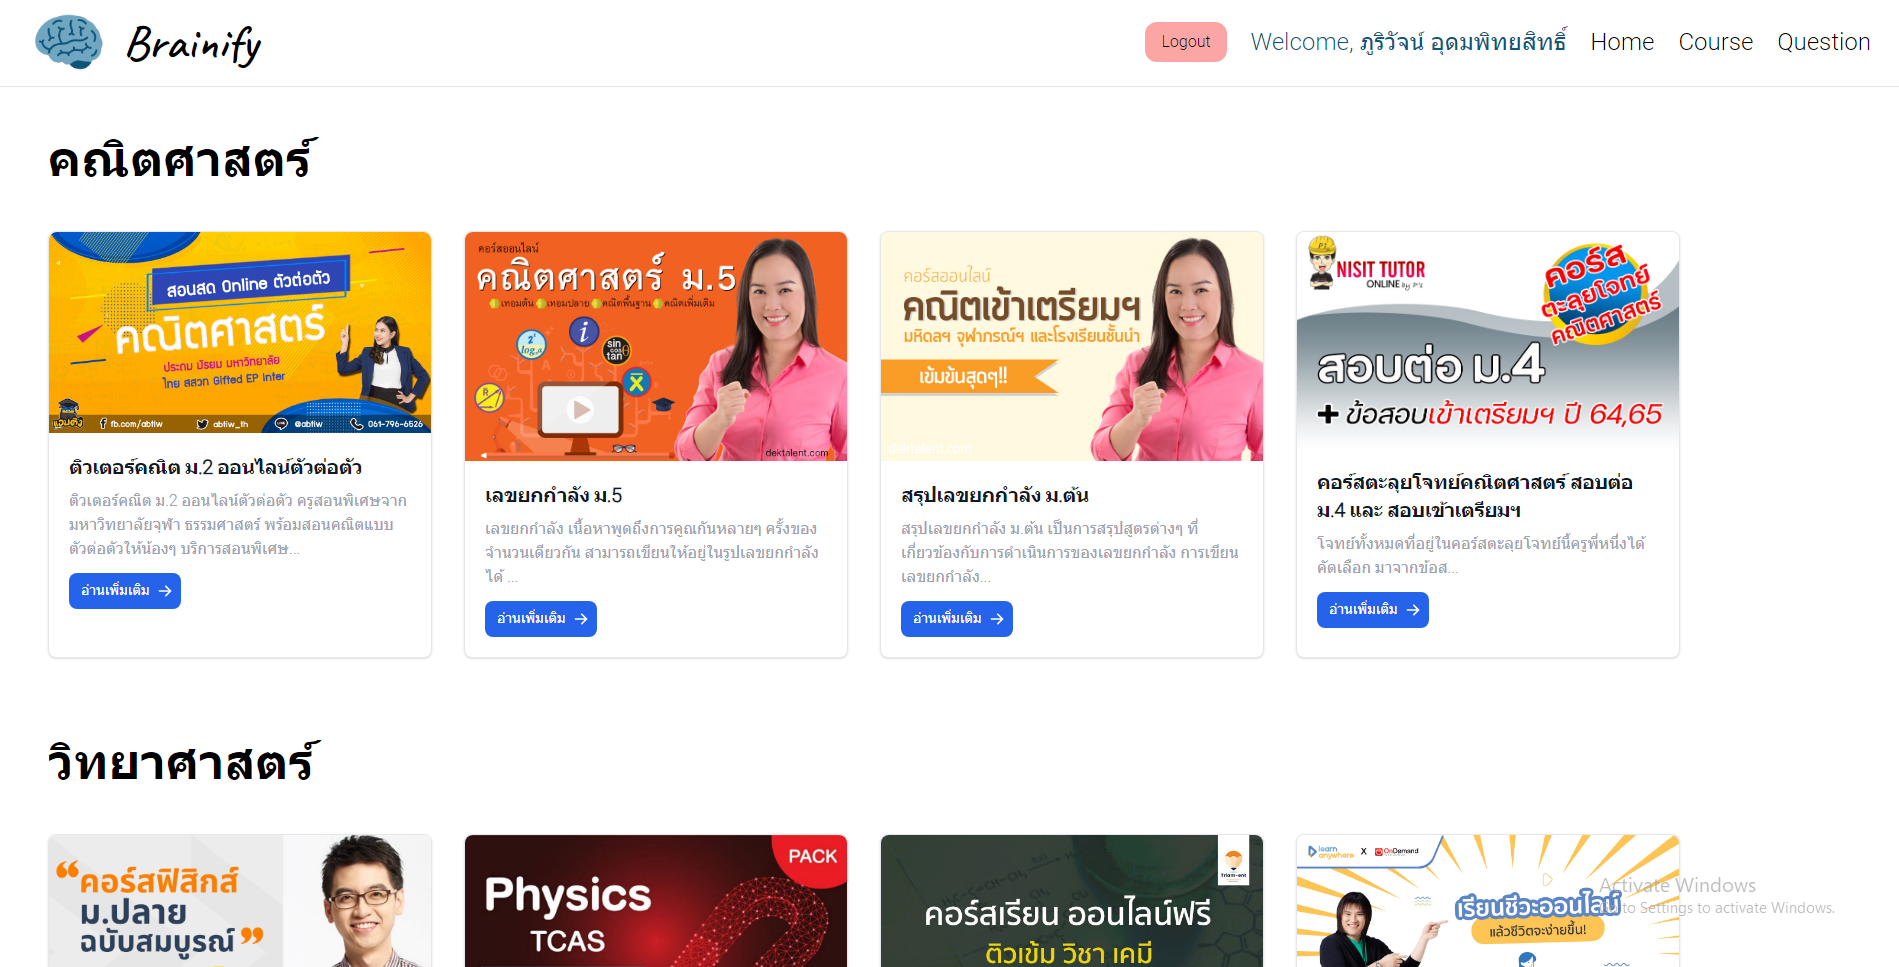 Brainify
Logout
Welcome, ภูริวัจน์ อุดมพิทยสิทธิ์
Home
Course
Question
คณิตศาสตร์
สอนสด Online ตัวต่อตัว
คณิตศาสตร์
ประถม มัธยม มหาวิทยาลัย
ไทย สสวท Gifted EP Inter
fb.com/abtiw
abtiw_th
@abtiw
061-796-6526
ติวเตอร์คณิต ม.2 ออนไลน์ตัวต่อตัว
ติวเตอร์คณิต ม.2 ออนไลน์ตัวต่อตัว ครูสอนพิเศษจาก
มหาวิทยาลัยจุฬา ธรรมศาสตร์ พร้อมสอนคณิตแบบ
ตัวต่อตัวให้น้องๆ บริการสอนพิเศษ...
อ่านเพิ่มเติม
คอร์สออนไลน์
คณิตศาสตร์ ม.5
เทอมต้น เทอมปลาย คณิตพื้นฐาน คณิตเพิ่มเติม
sin
cos
tan
dektalent.com
เลขยกกำลัง ม.5
เลขยกกำลัง เนื้อหาพูดถึงการคูณกันหลายๆ ครั้งของ
จำนวนเดียวกัน สามารถเขียนให้อยู่ในรูปเลขยกกำลัง
ได้ ...
อ่านเพิ่มเติม
คอร์สออนไลน์
คณิตเข้าเตรียมฯ
มหิดลฯ จุฬาภรณ์ฯ และโรงเรียนชั้นนำ
เข้มข้นสุดๆ!!
dektalent.com
สรุปเลขยกกำลัง ม.ต้น
สรุปเลขยกกำลัง ม.ต้น เป็นการสรุปสูตรต่างๆ ที่
เกี่ยวข้องกับการดำเนินการของเลขยกกำลัง การเขียน
เลขยกกำลัง...
อ่านเพิ่มเติม
NISIT TUTOR
ONLINE by P'1
คอร์ส
ตะลุยโจทย์
คณิตศาสตร์
สอบต่อ ม.4
+ ข้อสอบเข้าเตรียมฯ ปี 64,65
คอร์สตะลุยโจทย์คณิตศาสตร์ สอบต่อ
ม.4 และ สอบเข้าเตรียมฯ
โจทย์ทั้งหมดที่อยู่ในคอร์สตะลุยโจทย์นี้ครูพี่หนึ่งได้
คัดเลือก มาจากข้อส...
อ่านเพิ่มเติม
วิทยาศาสตร์
“คอร์สฟิสิกส์
ม.ปลาย
ฉบับสมบูรณ์”
PACK
Physics
TCAS
Triam-ent
คอร์สเรียน ออนไลน์ฟรี
ติวเข้ม วิชา เคมี
learn anywhere X OnDemand
เรียนชีวะออนไลน์
แล้วชีวิตจะง่ายขึ้น!
Activate Windows
to Settings to activate Windows.